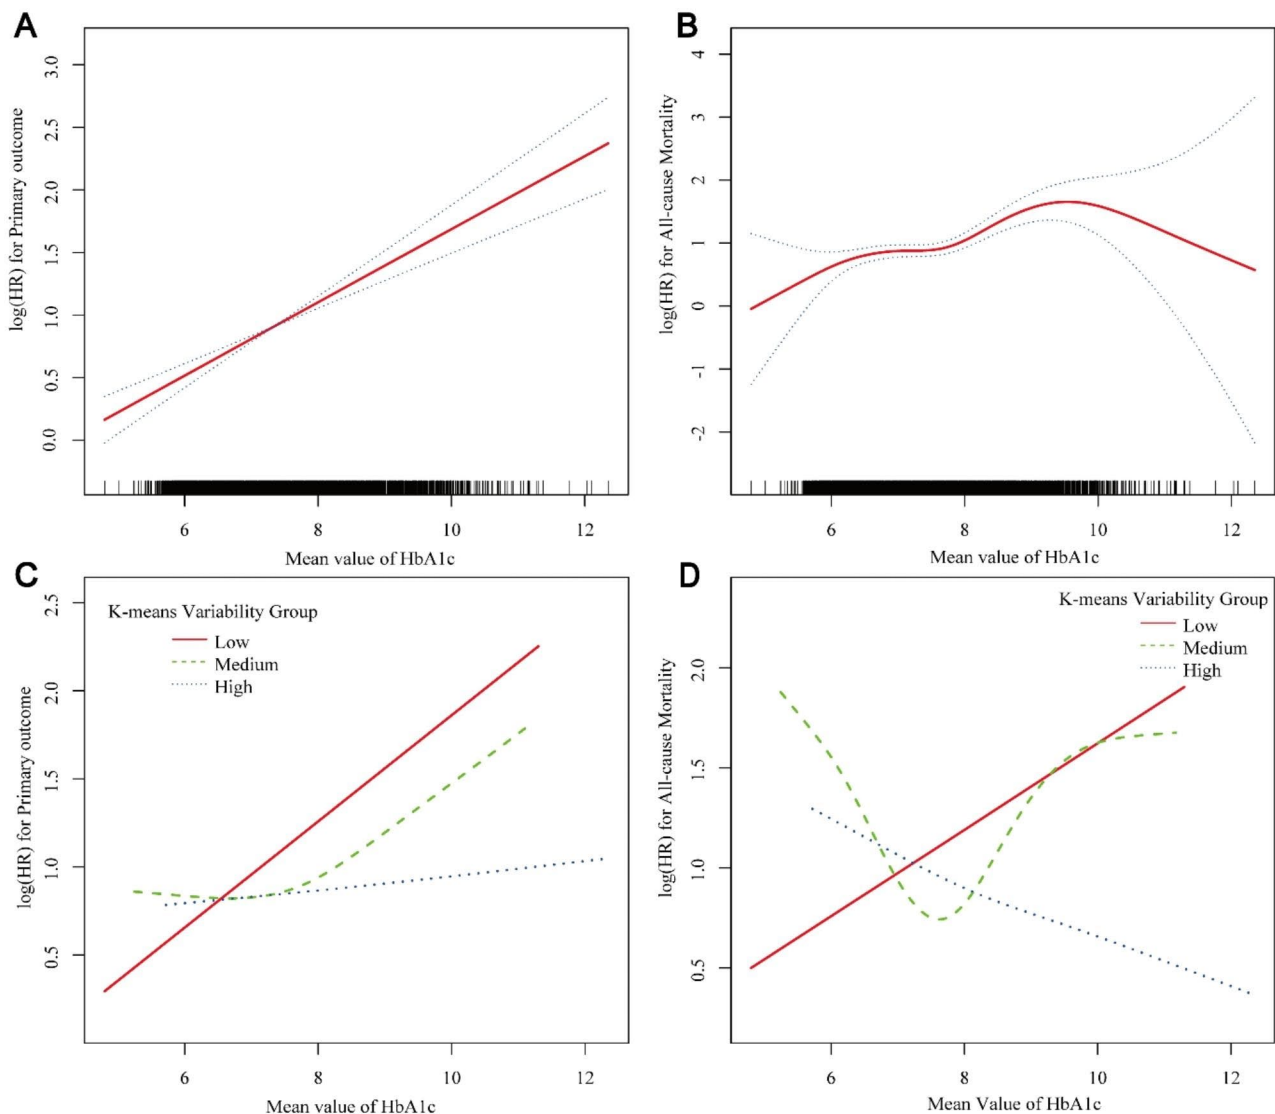 A
log(HR) for Primary outcome
3.0
2.5
2.0
1.5
1.0
0.5
0.0
6 8 10 12
Mean value of HbA1c
B
log(HR) for All-cause Mortality
4
3
2
1
0
-1
-2
6 8 10 12
Mean value of HbA1c
C
log(HR) for Primary outcome
2.5
2.0
1.5
1.0
0.5
K-means Variability Group
Low
Medium
High
6 8 10 12
Mean value of HbA1c
D
log(HR) for All-cause Mortality
2.0
1.5
1.0
0.5
K-means Variability Group
Low
Medium
High
6 8 10 12
Mean Value of HbA1c